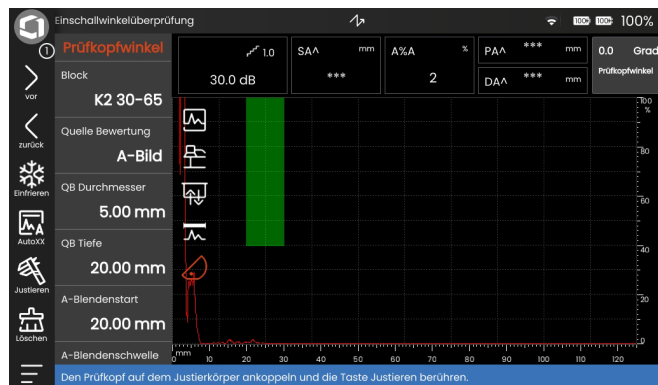 Einschallwinkelüberprüfung
100% 100% 100%
1
Prüfkopfwinkel
1.0
30.0 dB
SA^ mm
***
A%A %
2
PA^ *** mm
DA^ *** mm
0.0 Grad
Prüfkopfwinkel
vor
Block
K2 30-65
zurück
Quelle Bewertung
A-Bild
Einfrieren
QB Durchmesser
5.00 mm
AutoXX
QB Tiefe
20.00 mm
Justieren
A-Blendenstart
20.00 mm
Löschen
A-Blendenschwelle
100
%
80
60
40
20
0
mm
0 10 20 30 40 50 60 70 80 90 100 110 120
Den Prüfkopf auf dem Justierkörper ankoppeln und die Taste Justieren berühren.